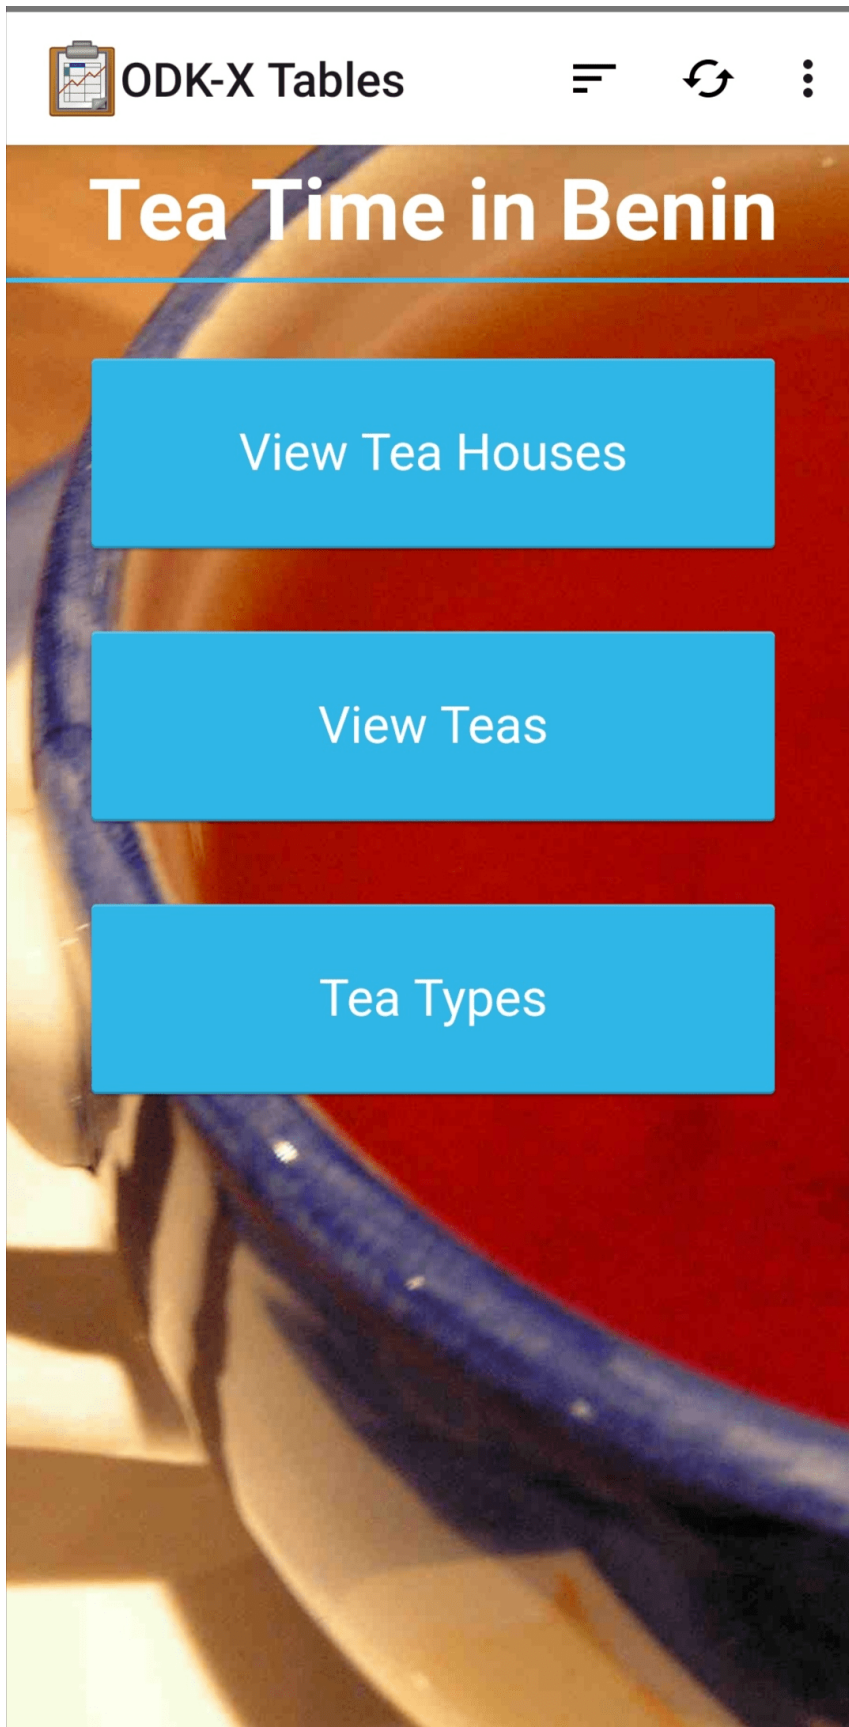 ODK-X Tables
Tea Time in Benin
View Tea Houses
View Teas
Tea Types